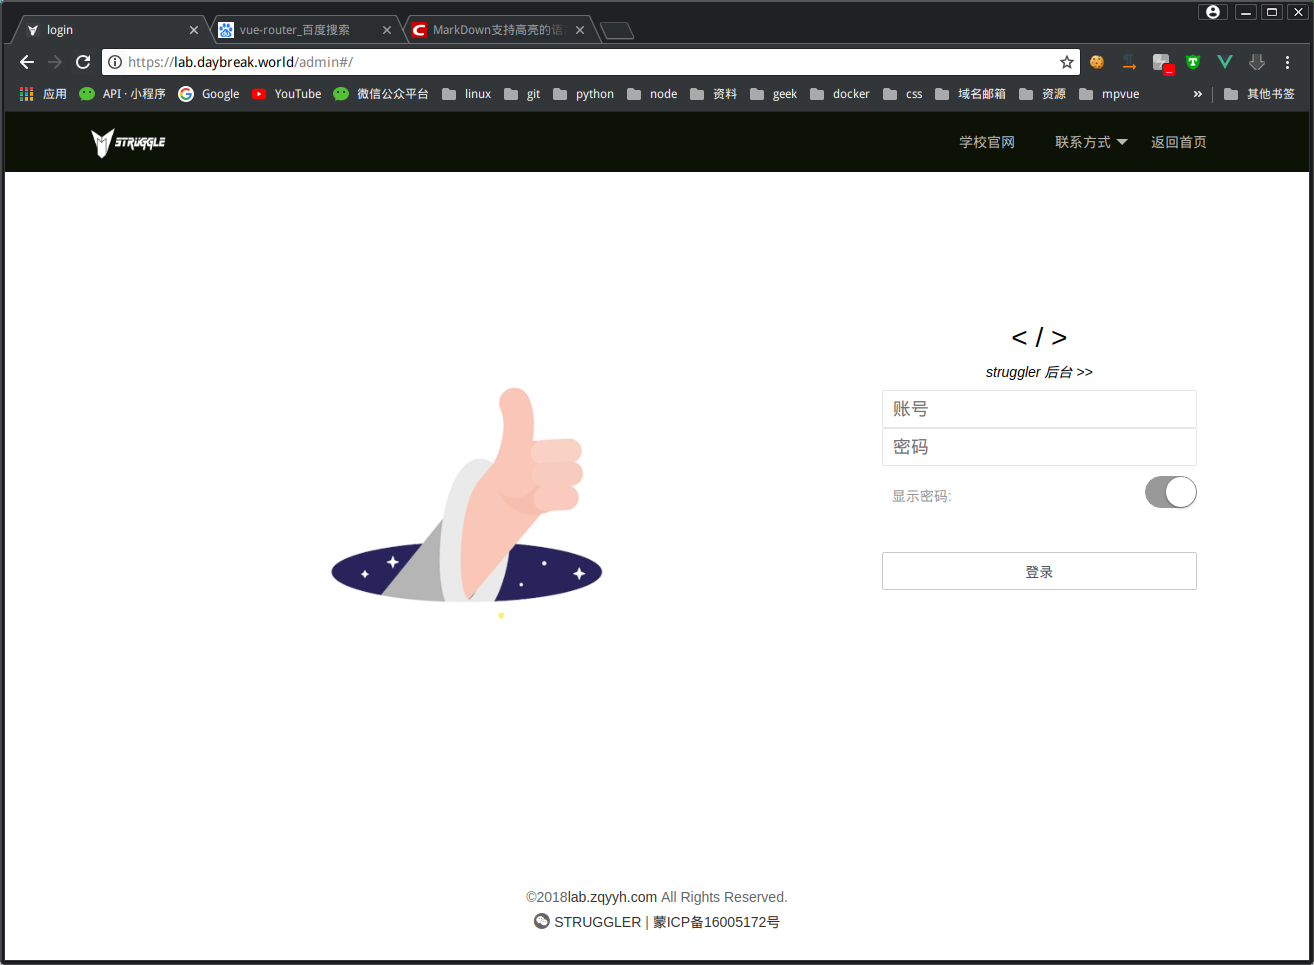 login
vue-router_百度搜索
MarkDown支持高亮的语言
https://lab.daybreak.world/admin#/
应用 API · 小程序 Google YouTube 微信公众平台 linux git python node 资料 geek docker css 域名邮箱 资源 mpvue » 其他书签
STRUGGLE
学校官网 联系方式 返回首页
< / >
struggler 后台 >>
账号
密码
显示密码:
登录
©2018lab.zqyyh.com All Rights Reserved.
STRUGGLER | 蒙ICP备16005172号